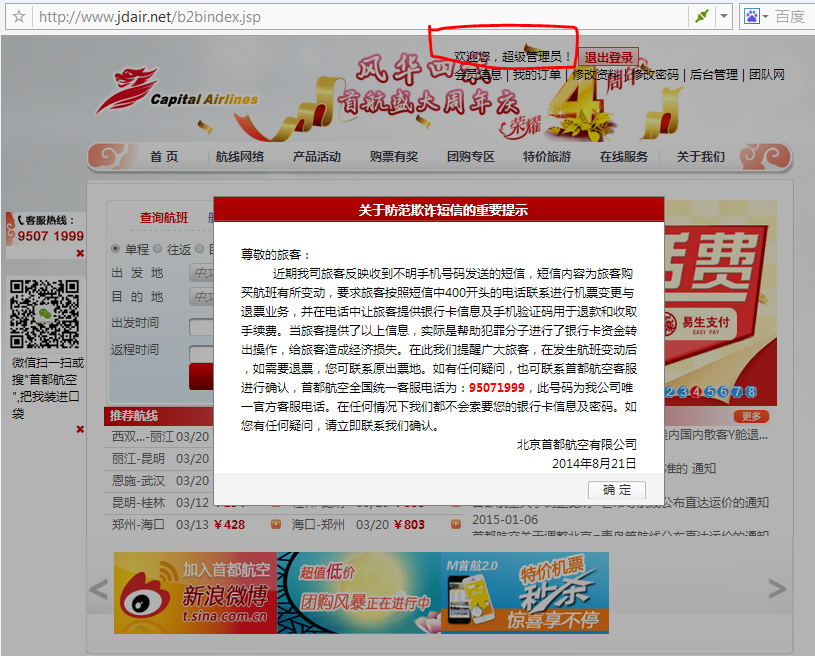 http://www.jdair.net/b2bindex.jsp
百度
欢迎您，超级管理员！ 退出登录
会员信息 | 我的订单 | 修改资料 | 修改密码 | 后台管理 | 团队网
Capital Airlines
风华四
周年
首航盛大周年庆
荣耀
4
首 页 航线网络 产品活动 购票有奖 团购专区 特价旅游 在线服务 关于我们
客服热线：
9507 1999
微信扫一扫或
搜"首都航空
",把我装进口
袋
查询航班
单程 往返
出 发 地 中文
目 的 地 中文
出发时间
返程时间
关于防范欺诈短信的重要提示
尊敬的旅客：
近期我司旅客反映收到不明手机号码发送的短信，短信内容为旅客购
买航班有所变动，要求旅客按照短信中400开头的电话联系进行机票变更与
退票业务，并在电话中让旅客提供银行卡信息及手机验证码用于退款和收取
手续费。当旅客提供了以上信息，实际是帮助犯罪分子进行了银行卡资金转
出操作，给旅客造成经济损失。在此我们提醒广大旅客，在发生航班变动后
，如需要退票，您可联系原出票地。如有任何疑问，也可联系首都航空客服
进行确认，首都航空全国统一客服电话为：95071999，此号码为我公司唯
一官方客服电话。在任何情况下我们都不会索要您的银行卡信息及密码。如
您有任何疑问，请立即联系我们确认。
北京首都航空有限公司
2014年8月21日
确 定
话费
易生支付
2 3 4 5 6 7 8
推荐航线
更多
西双...-丽江 03/20
丽江-昆明 03/20
恩施-武汉 03/20
昆明-桂林 03/12
郑州-海口 03/13 ￥428 海口-郑州 03/20 ￥803
国内散客Y舱退...
准的 通知
公布直达运价的通知
2015-01-06
加入首都航空
新浪微博
t.sina.com.cn
超值低价
团购风暴正在进行中
M首航2.0
特价机票
秒杀
惊喜享不停